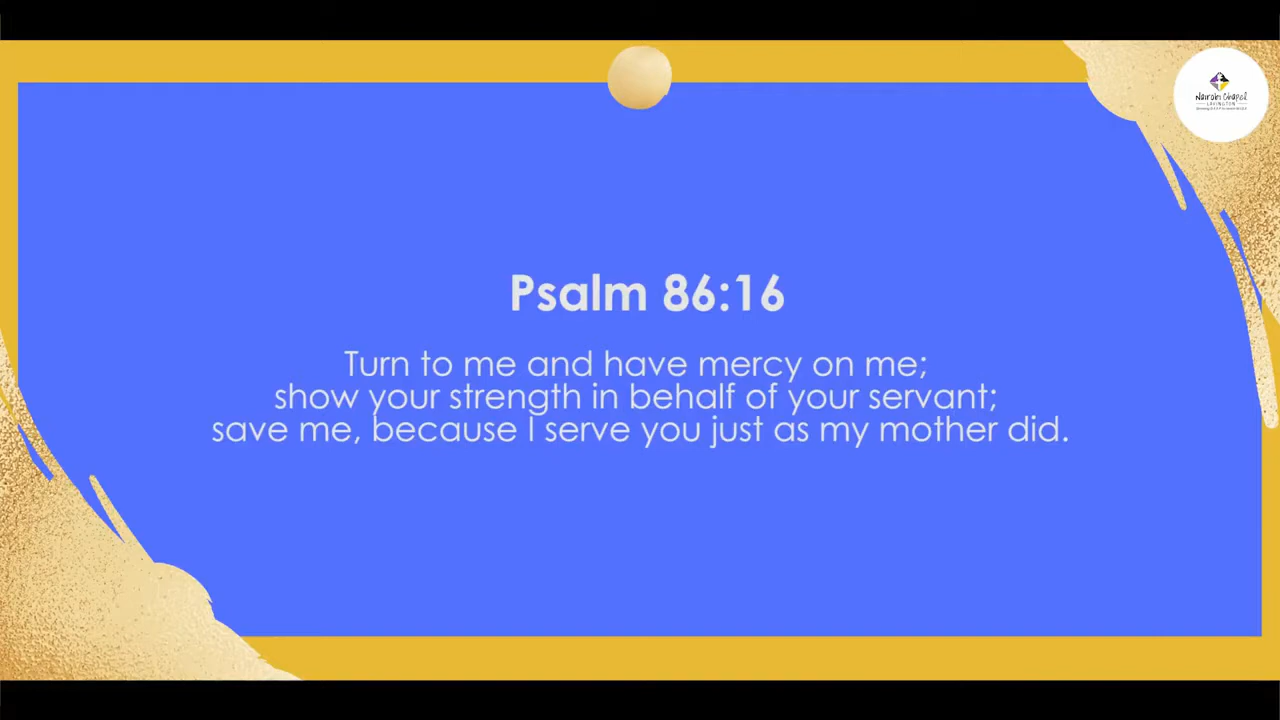 Nairobi Chapel
LAVINGTON
Psalm 86:16
Turn to me and have mercy on me;
show your strength in behalf of your servant;
save me, because I serve you just as my mother did.